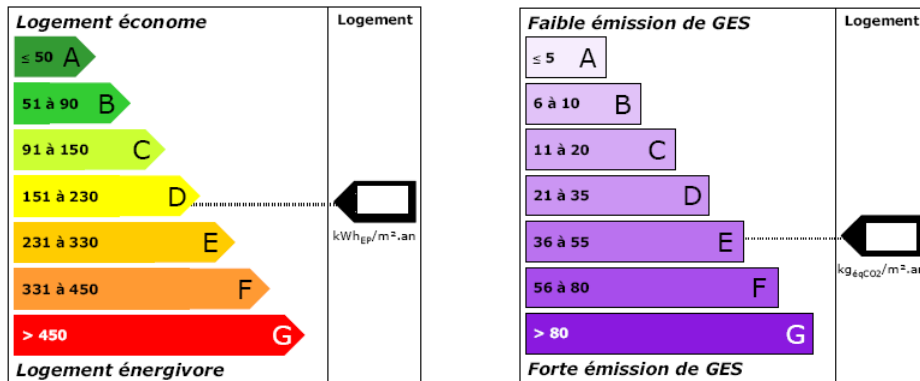 Logement économe
Logement
≤ 50 A
51 à 90 B
91 à 150 C
151 à 230 D
231 à 330 E
331 à 450 F
> 450 G
kWhEP/m².an
Logement énergivore
Faible émission de GES
Logement
≤ 5 A
6 à 10 B
11 à 20 C
21 à 35 D
36 à 55 E
56 à 80 F
> 80 G
kgéqCO2/m².an
Forte émission de GES